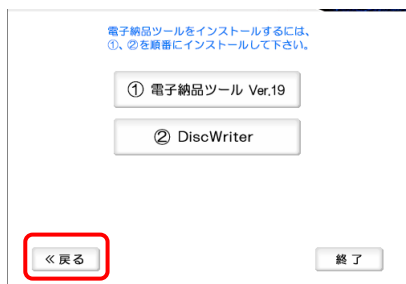 電子納品ツールをインストールするには、
①、②を順番にインストールして下さい。
① 電子納品ツール Ver.19
② DiscWriter
≪戻る
終了